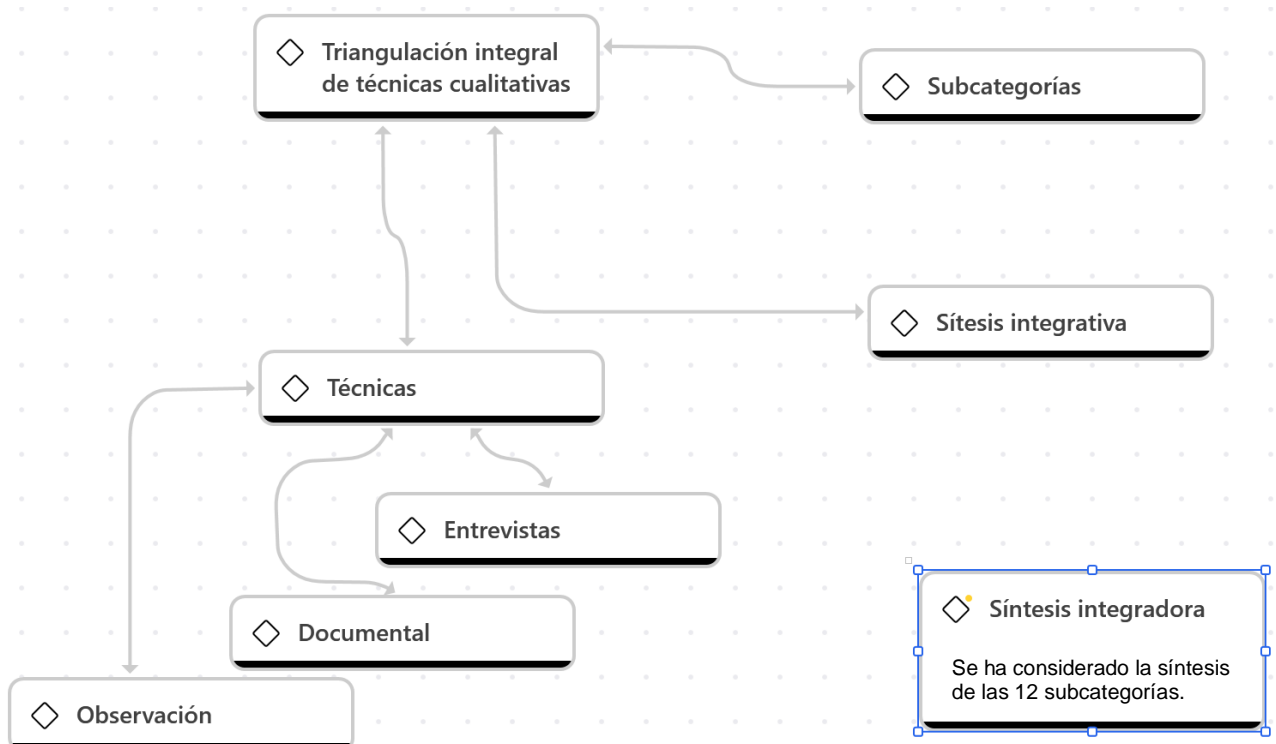 Triangulación integral
de técnicas cualitativas
Subcategorías
Sítesis integrativa
Técnicas
Entrevistas
Documental
Observación
Síntesis integradora
Se ha considerado la síntesis
de las 12 subcategorías.